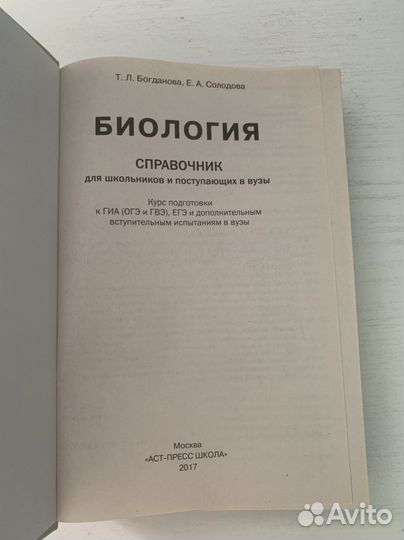 Т. Л. Богданова, Е. А. Солодова
БИОЛОГИЯ
СПРАВОЧНИК
для школьников и поступающих в вузы
Курс подготовки
к ГИА (ОГЭ и ГВЭ), ЕГЭ и дополнительным
вступительным испытаниям в вузы
Москва
«АСТ-ПРЕСС ШКОЛА»
2017
Avito